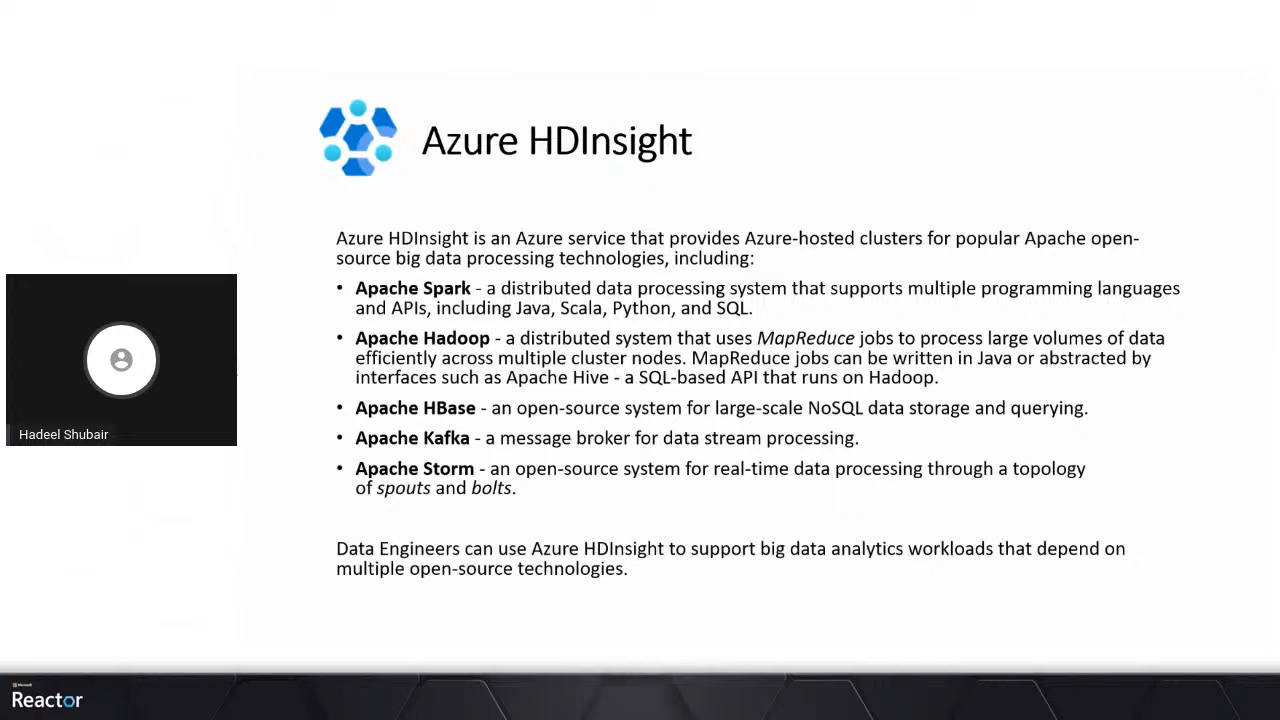 Azure HDInsight
Azure HDInsight is an Azure service that provides Azure-hosted clusters for popular Apache open-
source big data processing technologies, including:
• Apache Spark - a distributed data processing system that supports multiple programming languages
and APIs, including Java, Scala, Python, and SQL.
• Apache Hadoop - a distributed system that uses MapReduce jobs to process large volumes of data
efficiently across multiple cluster nodes. MapReduce jobs can be written in Java or abstracted by
interfaces such as Apache Hive - a SQL-based API that runs on Hadoop.
• Apache HBase - an open-source system for large-scale NoSQL data storage and querying.
• Apache Kafka - a message broker for data stream processing.
• Apache Storm - an open-source system for real-time data processing through a topology
of spouts and bolts.
Data Engineers can use Azure HDInsight to support big data analytics workloads that depend on
multiple open-source technologies.
Hadeel Shubair
Microsoft
Reactor